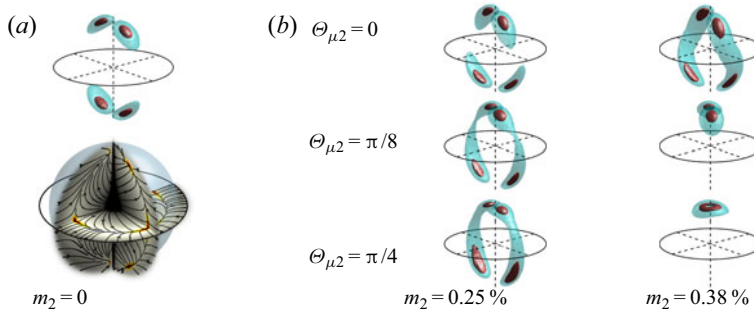 (a)
(b)
Θμ2 = 0
Θμ2 = π/8
Θμ2 = π/4
m2 = 0
m2 = 0.25 %
m2 = 0.38 %